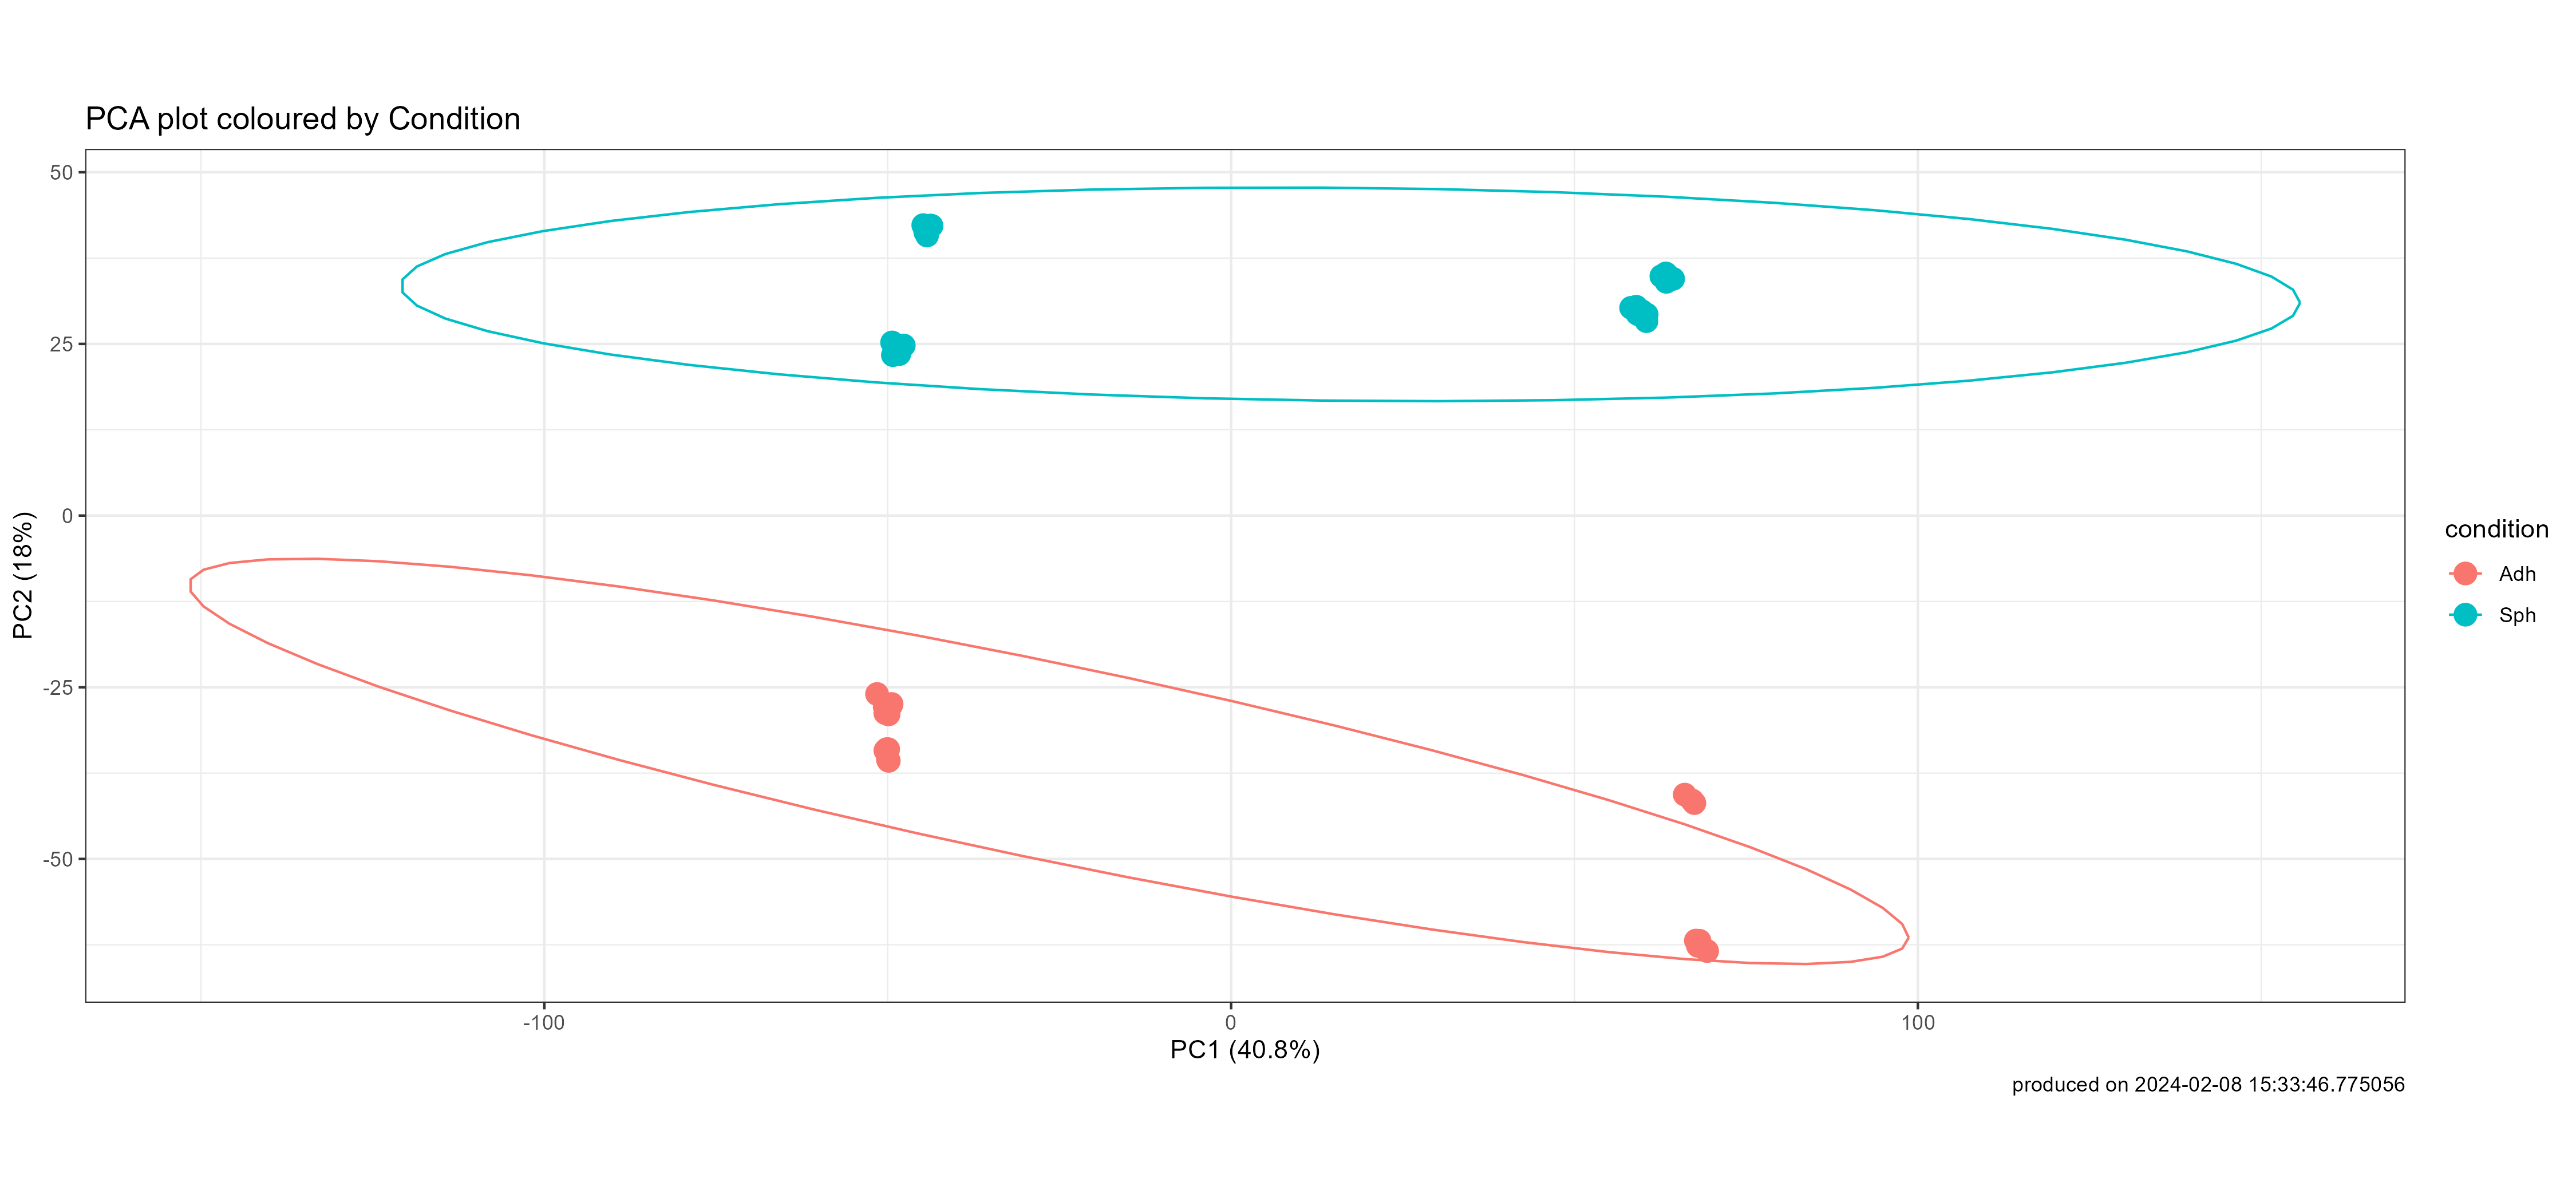 PCA plot coloured by Condition
50
25
0
-25
-50
PC2 (18%)
-100
0
100
PC1 (40.8%)
condition
Adh
Sph
produced on 2024-02-08 15:33:46.775056